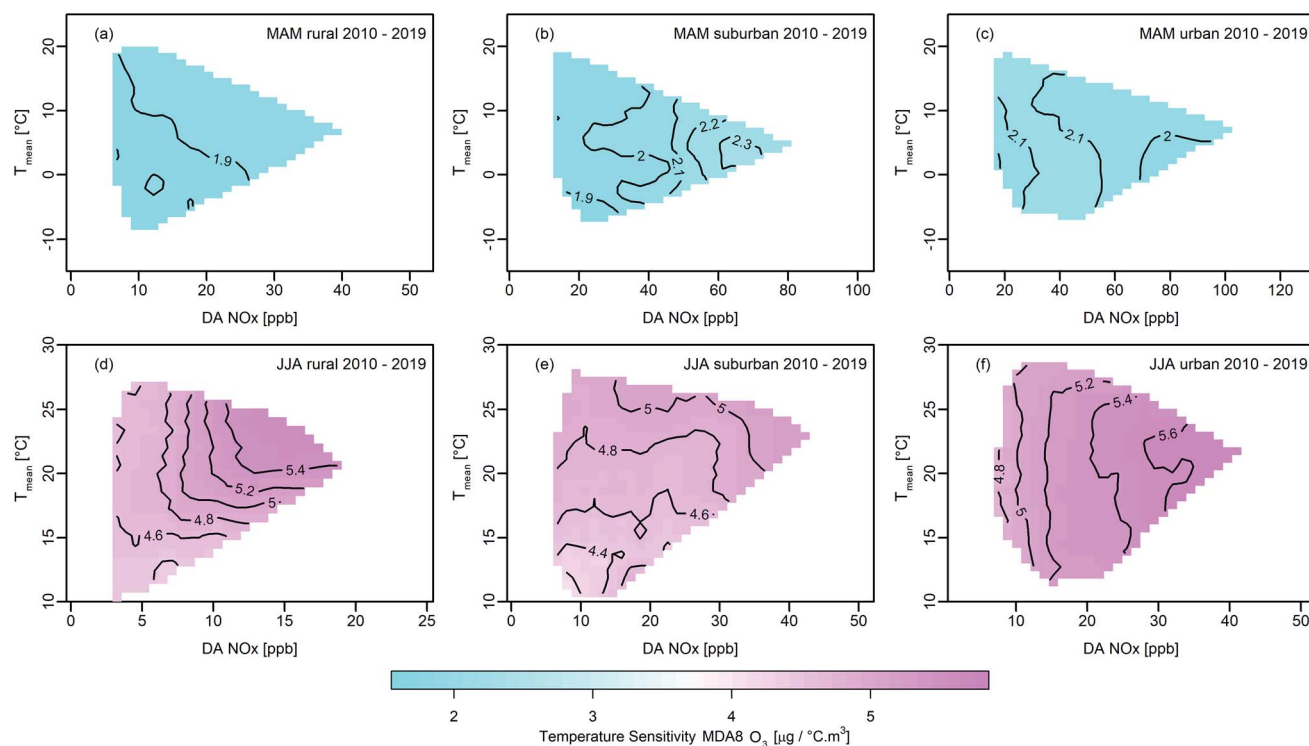 (a) MAM rural 2010 - 2019
20
10
0
-10
Tmean [°C]
1.9
0 10 20 30 40 50
DA NOx [ppb]
(b) MAM suburban 2010 - 2019
20
10
0
-10
Tmean [°C]
2.2
2.3
2
2.1
1.9
0 20 40 60 80 100
DA NOx [ppb]
(c) MAM urban 2010 - 2019
20
10
0
-10
Tmean [°C]
2.1
2.1
2
0 20 40 60 80 100 120
DA NOx [ppb]
(d) JJA rural 2010 - 2019
30
25
20
15
10
Tmean [°C]
5.4
5.2
5
4.8
4.6
0 5 10 15 20 25
DA NOx [ppb]
(e) JJA suburban 2010 - 2019
30
25
20
15
10
Tmean [°C]
5
5
4.8
4.6
4.4
0 10 20 30 40 50
DA NOx [ppb]
(f) JJA urban 2010 - 2019
30
25
20
15
10
Tmean [°C]
5.2
5.4
5.6
4.8
5
10 20 30 40 50
DA NOx [ppb]
2 3 4 5
Temperature Sensitivity MDA8 O₃ [µg / °C.m³]